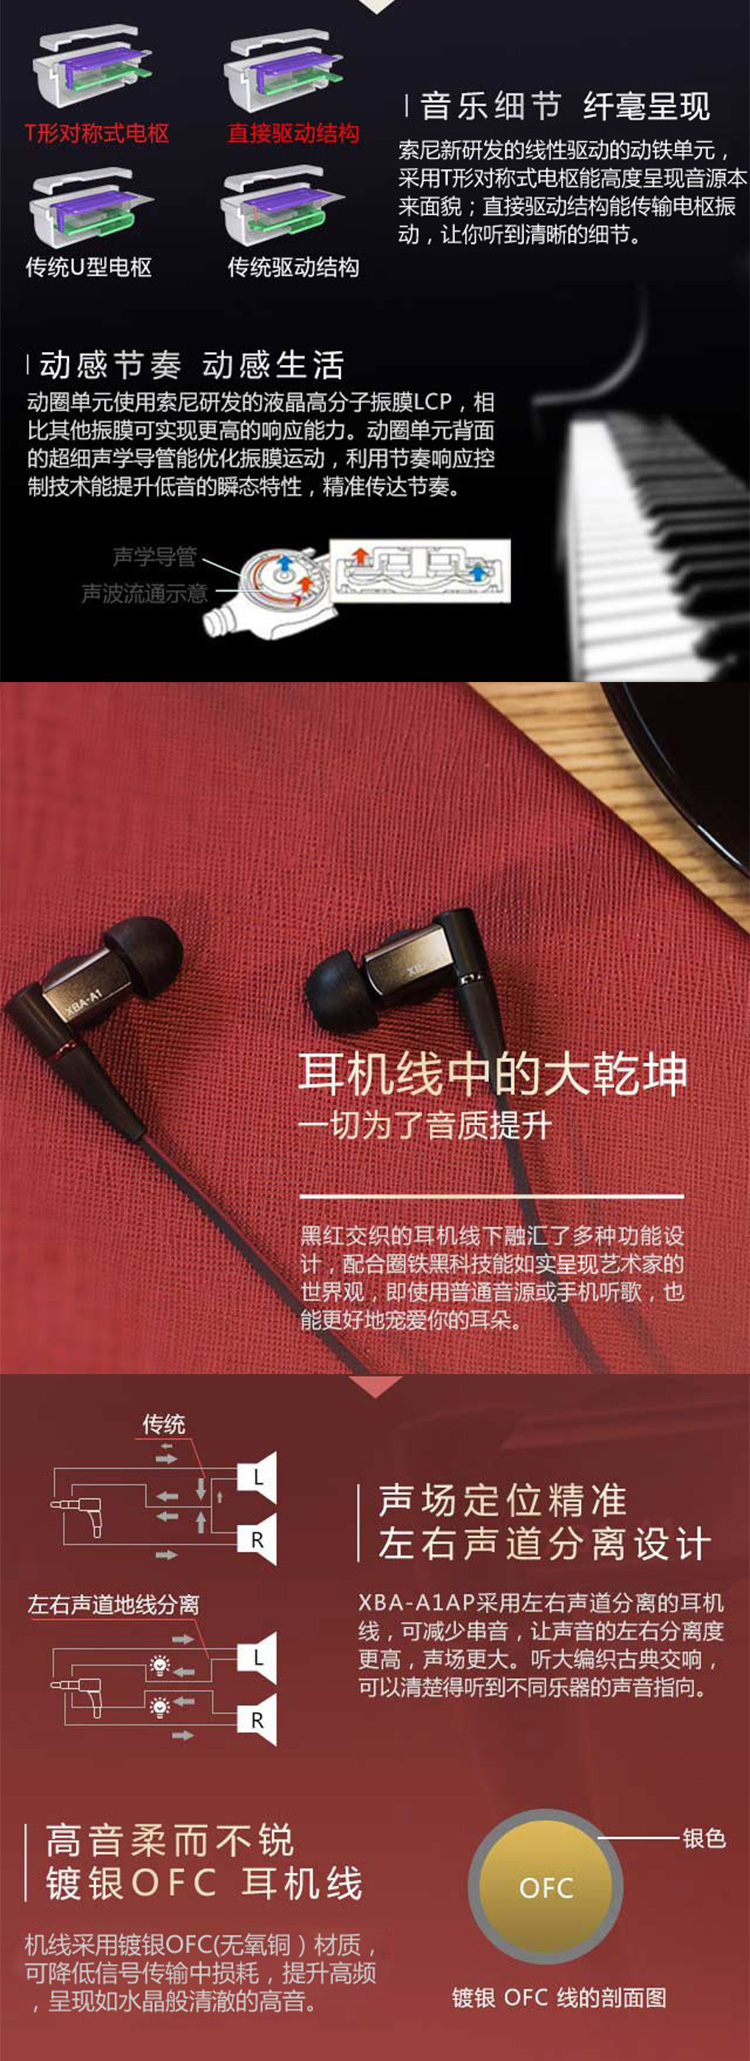 T形对称式电枢
直接驱动结构
传统U型电枢
传统驱动结构
音乐细节 纤毫呈现
索尼新研发的线性驱动的动铁单元，
采用T形对称式电枢能高度呈现音源本
来面貌；直接驱动结构能传输电枢振
动，让你听到清晰的细节。
动感节奏 动感生活
动圈单元使用索尼研发的液晶高分子振膜LCP，相
比其他振膜可实现更高的响应能力。动圈单元背面
的超细声学导管能优化振膜运动，利用节奏响应控
制技术能提升低音的瞬态特性，精准传达节奏。
声学导管
声波流通示意
XBA-A1
XBA-A1
耳机线中的大乾坤
一切为了音质提升
黑红交织的耳机线下融汇了多种功能设
计，配合圈铁黑科技能如实呈现艺术家的
世界观，即使用普通音源或手机听歌，也
能更好地宠爱你的耳朵。
传统
L
R
左右声道地线分离
L
R
声场定位精准
左右声道分离设计
XBA-A1AP采用左右声道分离的耳机
线，可减少串音，让声音的左右分离度
更高，声场更大。听大编织古典交响，
可以清楚得听到不同乐器的声音指向。
高音柔而不锐
镀银OFC 耳机线
机线采用镀银OFC(无氧铜）材质，
可降低信号传输中损耗，提升高频
，呈现如水晶般清澈的高音。
银色
OFC
镀银 OFC 线的剖面图